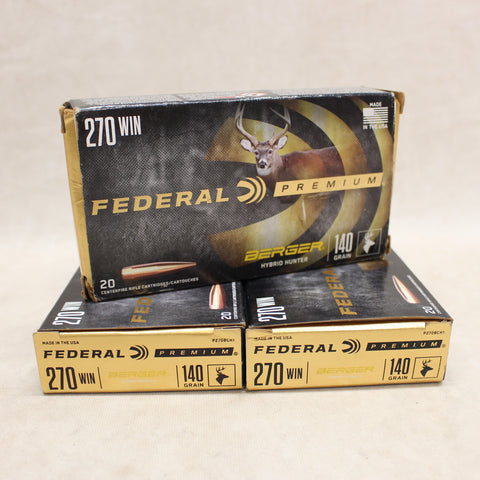 270 WIN
MADE
IN THE USA
FEDERAL PREMIUM
BERGER
HYBRID HUNTER
140
GRAIN
20
CENTERFIRE RIFLE CARTRIDGES/CARTOUCHES
270 WIN
20
MADE IN THE USA
P270BCH1
FEDERAL PREMIUM
270 WIN
BERGER
140
GRAIN
270 WIN
20
MADE IN THE USA
P270BCH1
FEDERAL PREMIUM
270 WIN
BERGER
140
GRAIN